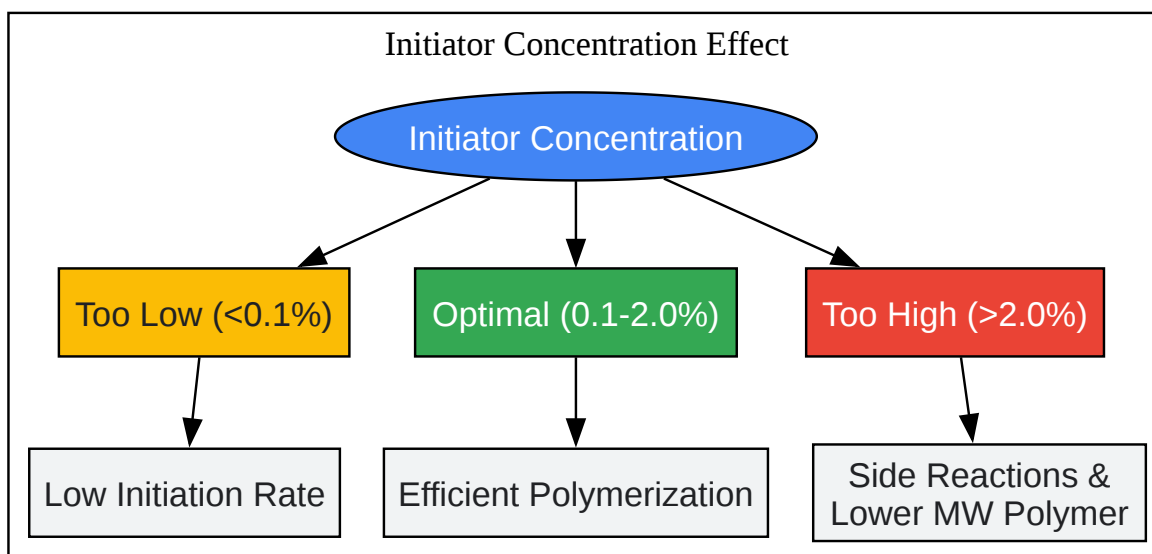 Initiator Concentration Effect
Initiator Concentration
Too Low (<0.1%)
Optimal (0.1-2.0%)
Too High (>2.0%)
Low Initiation Rate
Efficient Polymerization
Side Reactions &
Lower MW Polymer